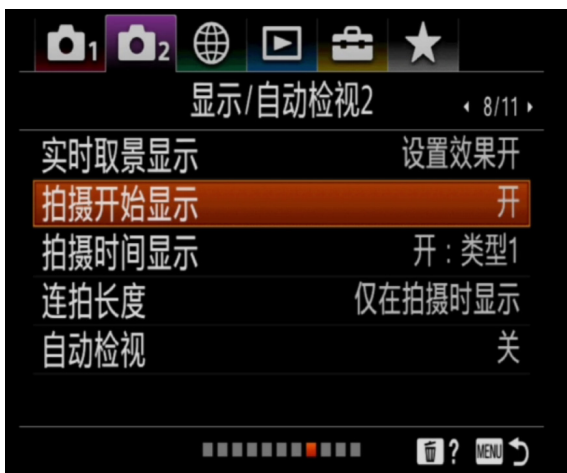 1 2
显示/自动检视2 8/11
实时取景显示 设置效果开
拍摄开始显示 开
拍摄时间显示 开：类型1
连拍长度 仅在拍摄时显示
自动检视 关
? MENU